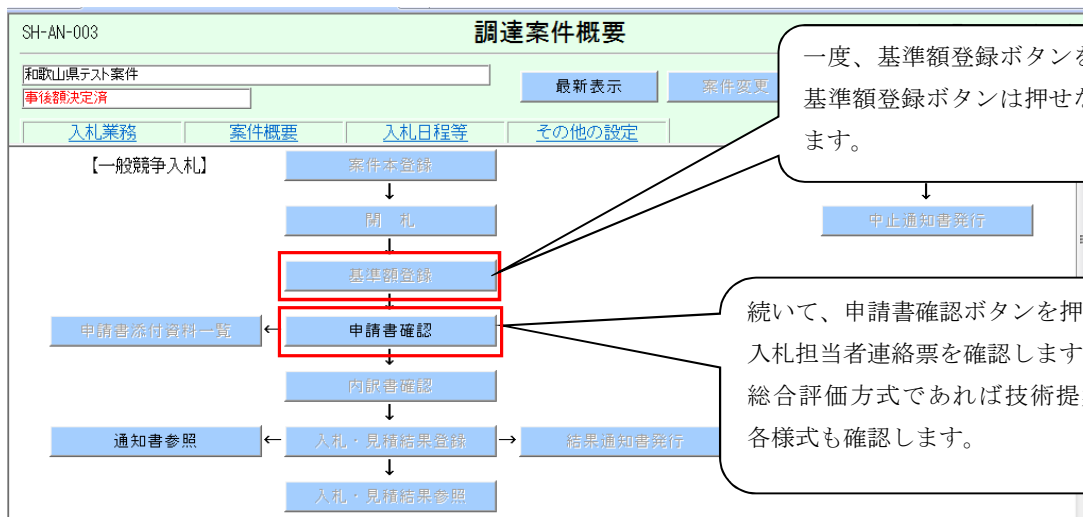 SH-AN-003
調達案件概要
和歌山県テスト案件
事後額決定済
最新表示
案件変更
入札業務
案件概要
入札日程等
その他の設定
【一般競争入札】
案件本登録
↓
開　札
↓
基準額登録
↓
申請書添付資料一覧
←
申請書確認
↓
内訳書確認
↓
通知書参照
←
入札・見積結果登録
→
結果通知書発行
↓
入札・見積結果参照
↓
中止通知書発行
一度、基準額登録ボタンを
基準額登録ボタンは押せな
ます。
続いて、申請書確認ボタンを押
入札担当者連絡票を確認します
総合評価方式であれば技術提
各様式も確認します。